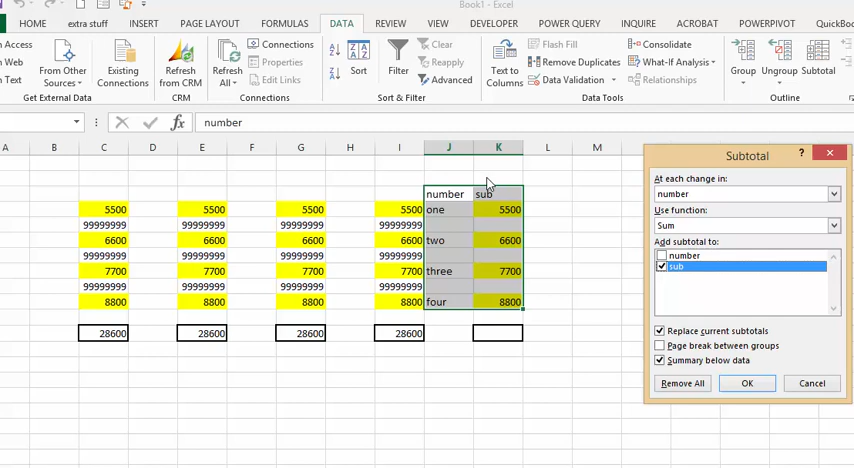 Book1 - Excel
HOME extra stuff INSERT PAGE LAYOUT FORMULAS DATA REVIEW VIEW DEVELOPER POWER QUERY INQUIRE ACROBAT POWERPIVOT QuickBoo
Access
Web
Text
From Other
Sources
Existing
Connections
Get External Data
Refresh
from CRM
CRM
Refresh
All
Connections
Properties
Edit Links
Connections
Sort
Filter
Clear
Reapply
Advanced
Sort & Filter
Text to
Columns
Flash Fill
Remove Duplicates
Data Validation
Consolidate
What-If Analysis
Relationships
Data Tools
Group
Ungroup
Subtotal
Outline
fx number
A B C D E F G H I J K L M
number sub
5500 5500 5500 5500 one 5500
99999999 99999999 99999999 99999999
6600 6600 6600 6600 two 6600
99999999 99999999 99999999 99999999
7700 7700 7700 7700 three 7700
99999999 99999999 99999999 99999999
8800 8800 8800 8800 four 8800
28600 28600 28600 28600
Subtotal ?
At each change in:
number
Use function:
Sum
Add subtotal to:
number
sub
Replace current subtotals
Page break between groups
Summary below data
Remove All OK Cancel